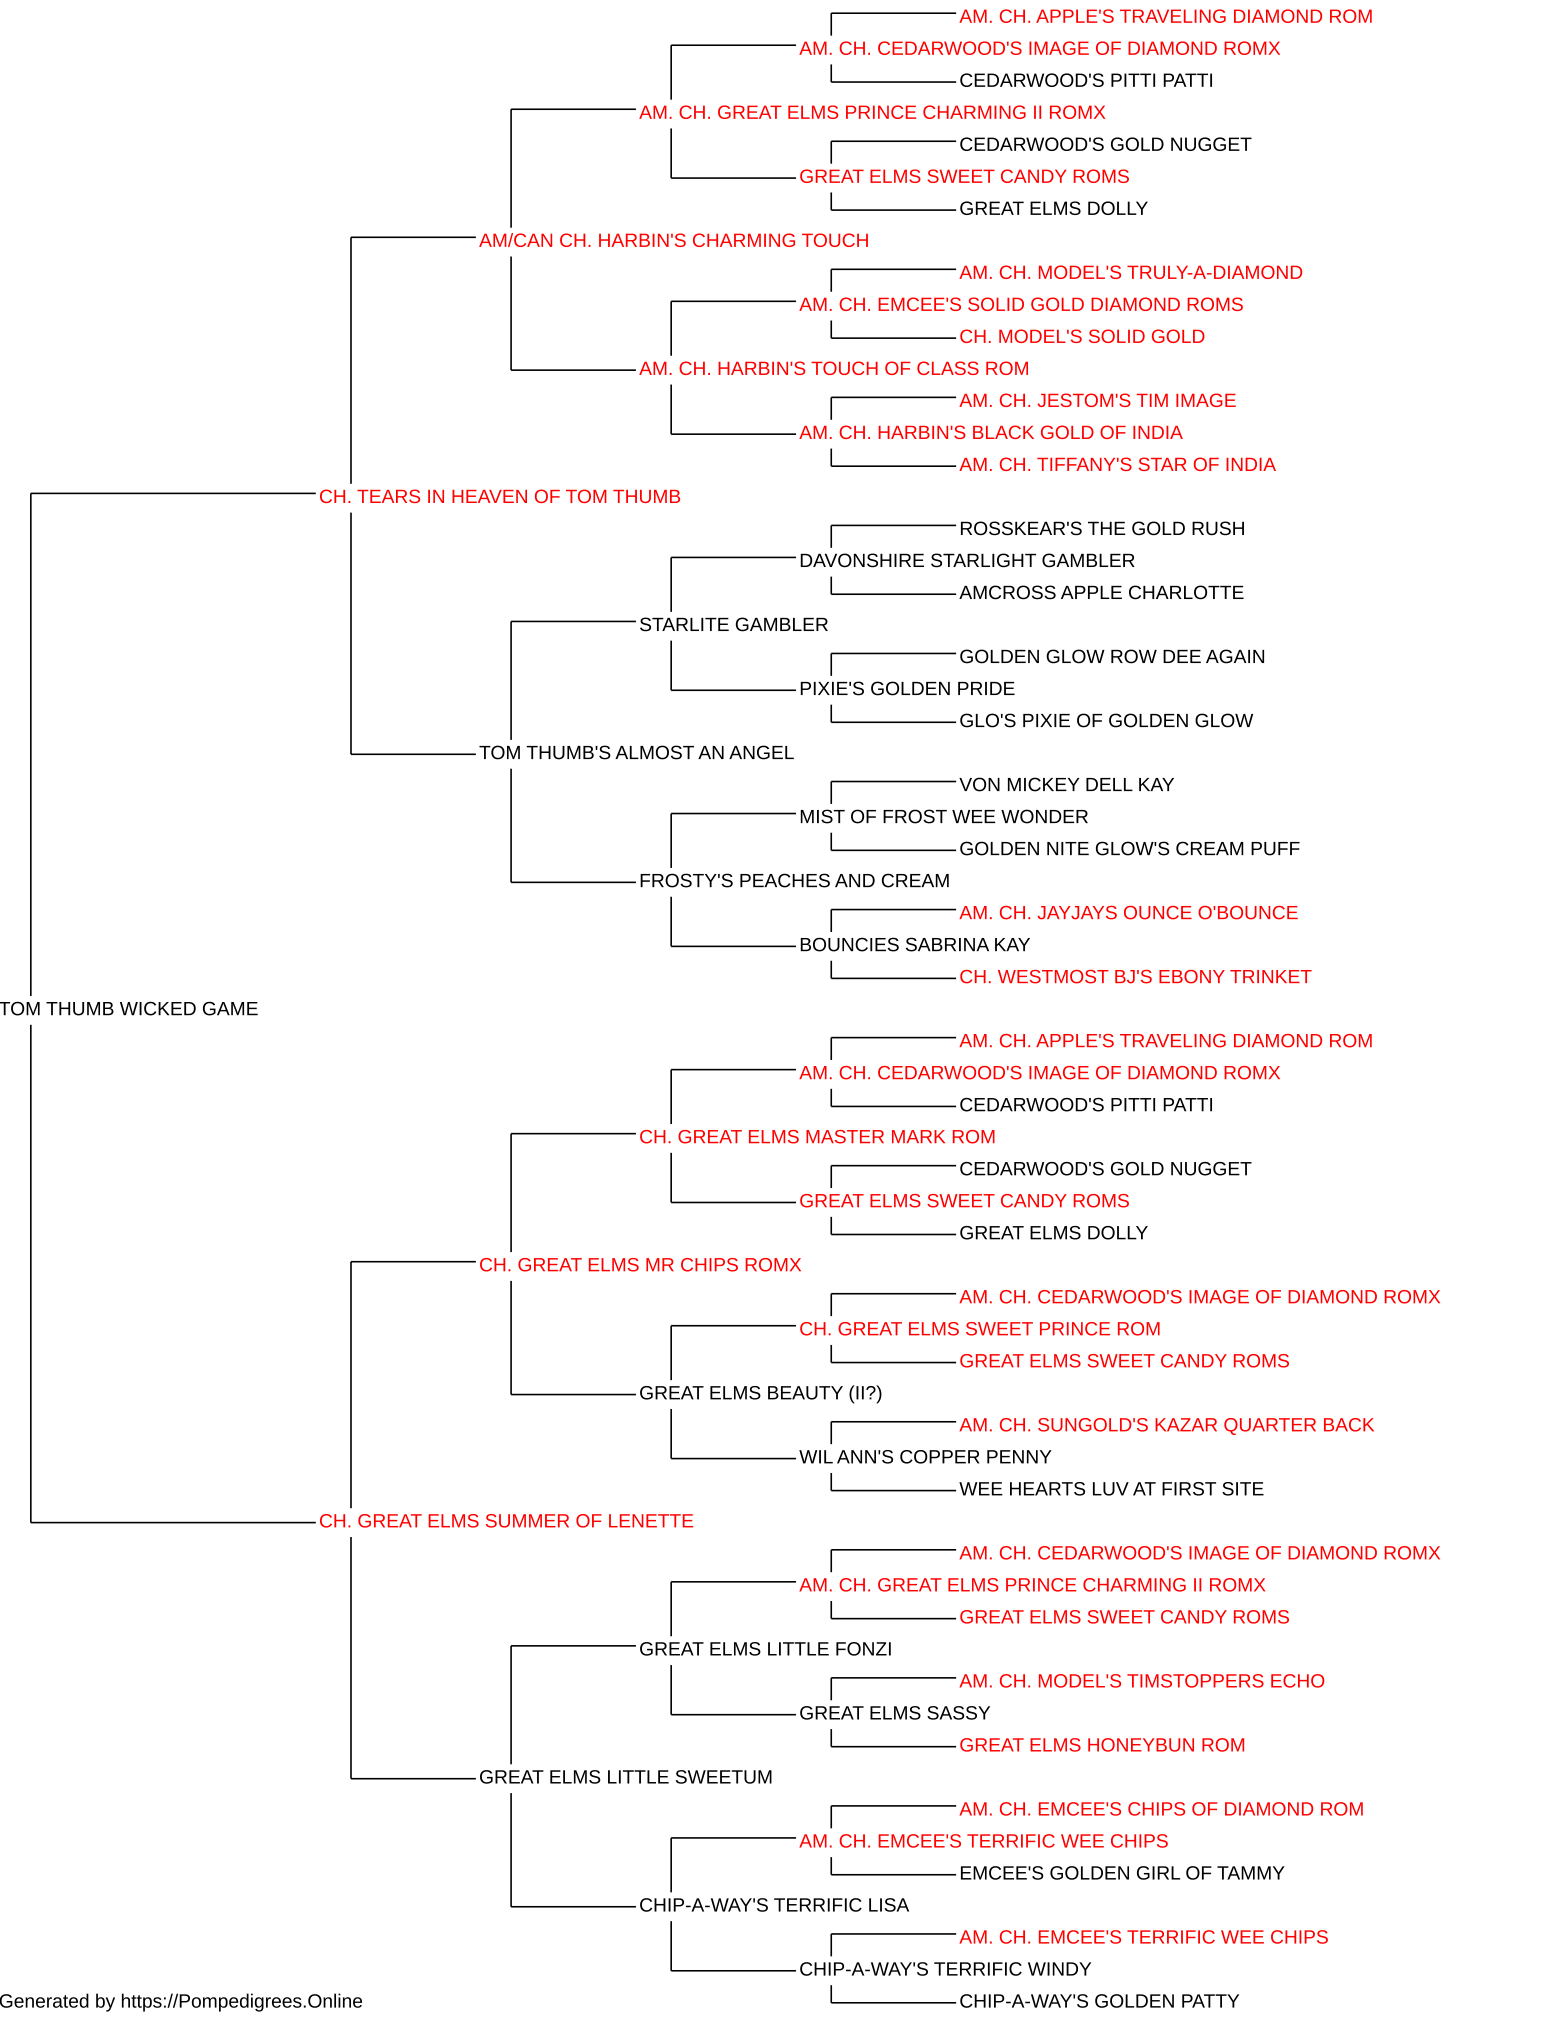 AM. CH. APPLE'S TRAVELING DIAMOND ROM
AM. CH. CEDARWOOD'S IMAGE OF DIAMOND ROMX
CEDARWOOD'S PITTI PATTI
AM. CH. GREAT ELMS PRINCE CHARMING II ROMX
CEDARWOOD'S GOLD NUGGET
GREAT ELMS SWEET CANDY ROMS
GREAT ELMS DOLLY
AM/CAN CH. HARBIN'S CHARMING TOUCH
AM. CH. MODEL'S TRULY-A-DIAMOND
AM. CH. EMCEE'S SOLID GOLD DIAMOND ROMS
CH. MODEL'S SOLID GOLD
AM. CH. HARBIN'S TOUCH OF CLASS ROM
AM. CH. JESTOM'S TIM IMAGE
AM. CH. HARBIN'S BLACK GOLD OF INDIA
AM. CH. TIFFANY'S STAR OF INDIA
CH. TEARS IN HEAVEN OF TOM THUMB
ROSSKEAR'S THE GOLD RUSH
DAVONSHIRE STARLIGHT GAMBLER
AMCROSS APPLE CHARLOTTE
STARLITE GAMBLER
GOLDEN GLOW ROW DEE AGAIN
PIXIE'S GOLDEN PRIDE
GLO'S PIXIE OF GOLDEN GLOW
TOM THUMB'S ALMOST AN ANGEL
VON MICKEY DELL KAY
MIST OF FROST WEE WONDER
GOLDEN NITE GLOW'S CREAM PUFF
FROSTY'S PEACHES AND CREAM
AM. CH. JAYJAYS OUNCE O'BOUNCE
BOUNCIES SABRINA KAY
CH. WESTMOST BJ'S EBONY TRINKET
TOM THUMB WICKED GAME
AM. CH. APPLE'S TRAVELING DIAMOND ROM
AM. CH. CEDARWOOD'S IMAGE OF DIAMOND ROMX
CEDARWOOD'S PITTI PATTI
CH. GREAT ELMS MASTER MARK ROM
CEDARWOOD'S GOLD NUGGET
GREAT ELMS SWEET CANDY ROMS
GREAT ELMS DOLLY
CH. GREAT ELMS MR CHIPS ROMX
AM. CH. CEDARWOOD'S IMAGE OF DIAMOND ROMX
CH. GREAT ELMS SWEET PRINCE ROM
GREAT ELMS SWEET CANDY ROMS
GREAT ELMS BEAUTY (II?)
AM. CH. SUNGOLD'S KAZAR QUARTER BACK
WIL ANN'S COPPER PENNY
WEE HEARTS LUV AT FIRST SITE
CH. GREAT ELMS SUMMER OF LENETTE
AM. CH. CEDARWOOD'S IMAGE OF DIAMOND ROMX
AM. CH. GREAT ELMS PRINCE CHARMING II ROMX
GREAT ELMS SWEET CANDY ROMS
GREAT ELMS LITTLE FONZI
AM. CH. MODEL'S TIMSTOPPERS ECHO
GREAT ELMS SASSY
GREAT ELMS HONEYBUN ROM
GREAT ELMS LITTLE SWEETUM
AM. CH. EMCEE'S CHIPS OF DIAMOND ROM
AM. CH. EMCEE'S TERRIFIC WEE CHIPS
EMCEE'S GOLDEN GIRL OF TAMMY
CHIP-A-WAY'S TERRIFIC LISA
AM. CH. EMCEE'S TERRIFIC WEE CHIPS
CHIP-A-WAY'S TERRIFIC WINDY
CHIP-A-WAY'S GOLDEN PATTY
Generated by https://Pompedigrees.Online